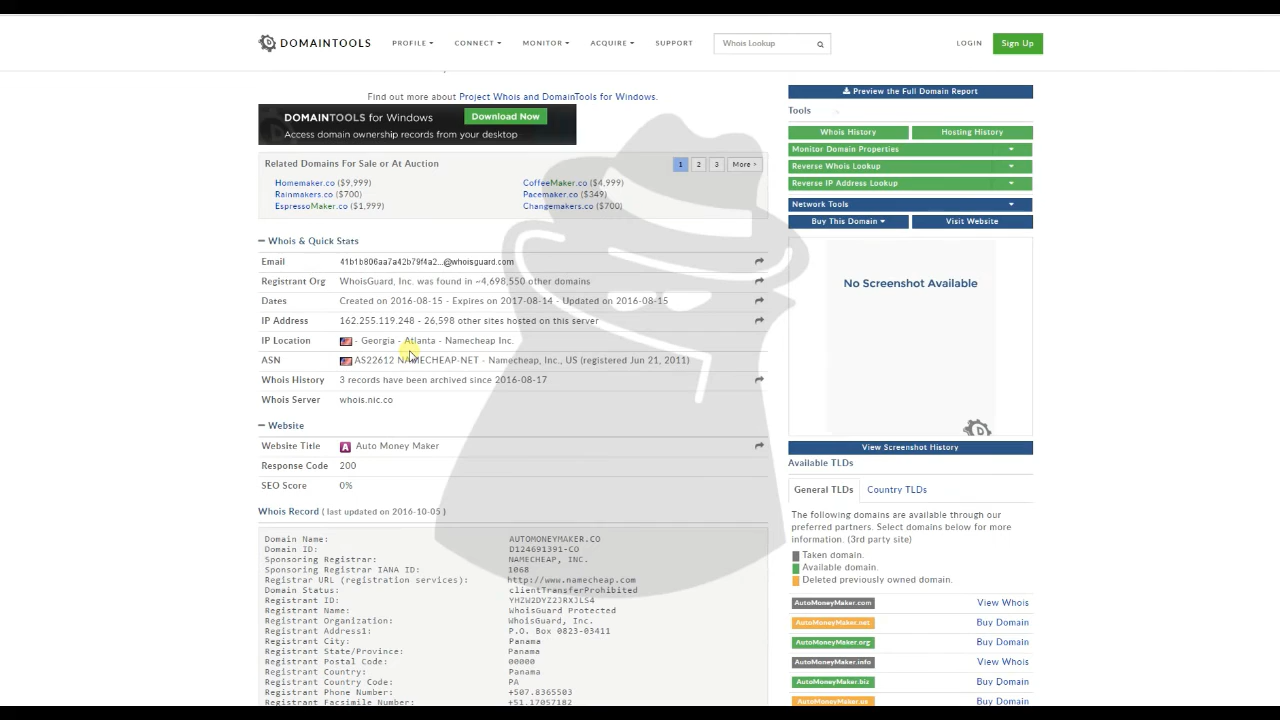 DOMAINTOOLS PROFILE CONNECT MONITOR ACQUIRE SUPPORT Whois Lookup LOGIN Sign Up
Find out more about Project Whois and DomainTools for Windows.
DOMAINTOOLS for Windows Download Now
Access domain ownership records from your desktop
Related Domains For Sale or At Auction 1 2 3 More >
Homemaker.co ($9,999) CoffeeMaker.co ($4,999)
Rainmakers.co ($700) Pacemaker.co ($349)
EspressoMaker.co ($1,999) Changemakers.co ($700)
Whois & Quick Stats
Email 41b1b806aa7a42b79f4a2...@whoisguard.com
Registrant Org WhoisGuard, Inc. was found in ~4,698,550 other domains
Dates Created on 2016-08-15 - Expires on 2017-08-14 - Updated on 2016-08-15
IP Address 162.255.119.248 - 26,598 other sites hosted on this server
IP Location - Georgia - Atlanta - Namecheap Inc.
ASN AS22612 NAMECHEAP-NET - Namecheap, Inc., US (registered Jun 21, 2011)
Whois History 3 records have been archived since 2016-08-17
Whois Server whois.nic.co
Website
Website Title A Auto Money Maker
Response Code 200
SEO Score 0%
Whois Record ( last updated on 2016-10-05 )
Domain Name: AUTOMONEYMAKER.CO
Domain ID: D124691391-CO
Sponsoring Registrar: NAMECHEAP, INC.
Sponsoring Registrar IANA ID: 1068
Registrar URL (registration services): http://www.namecheap.com
Domain Status: clientTransferProhibited
Registrant ID: YHZW2DYZ2JRXJLS4
Registrant Name: WhoisGuard Protected
Registrant Organization: WhoisGuard, Inc.
Registrant Address1: P.O. Box 0823-03411
Registrant City: Panama
Registrant State/Province: Panama
Registrant Postal Code: 00000
Registrant Country: Panama
Registrant Country Code: PA
Registrant Phone Number: +507.8365503
Registrant Facsimile Number: +51.17057182
Preview the Full Domain Report
Tools
Whois History Hosting History
Monitor Domain Properties
Reverse Whois Lookup
Reverse IP Address Lookup
Network Tools
Buy This Domain Visit Website
No Screenshot Available
View Screenshot History
Available TLDs
General TLDs Country TLDs
The following domains are available through our
preferred partners. Select domains below for more
information. (3rd party site)
Taken domain.
Available domain.
Deleted previously owned domain.
AutoMoneyMaker.com View Whois
AutoMoneyMaker.net Buy Domain
AutoMoneyMaker.org Buy Domain
AutoMoneyMaker.info View Whois
AutoMoneyMaker.biz Buy Domain
AutoMoneyMaker.us Buy Domain